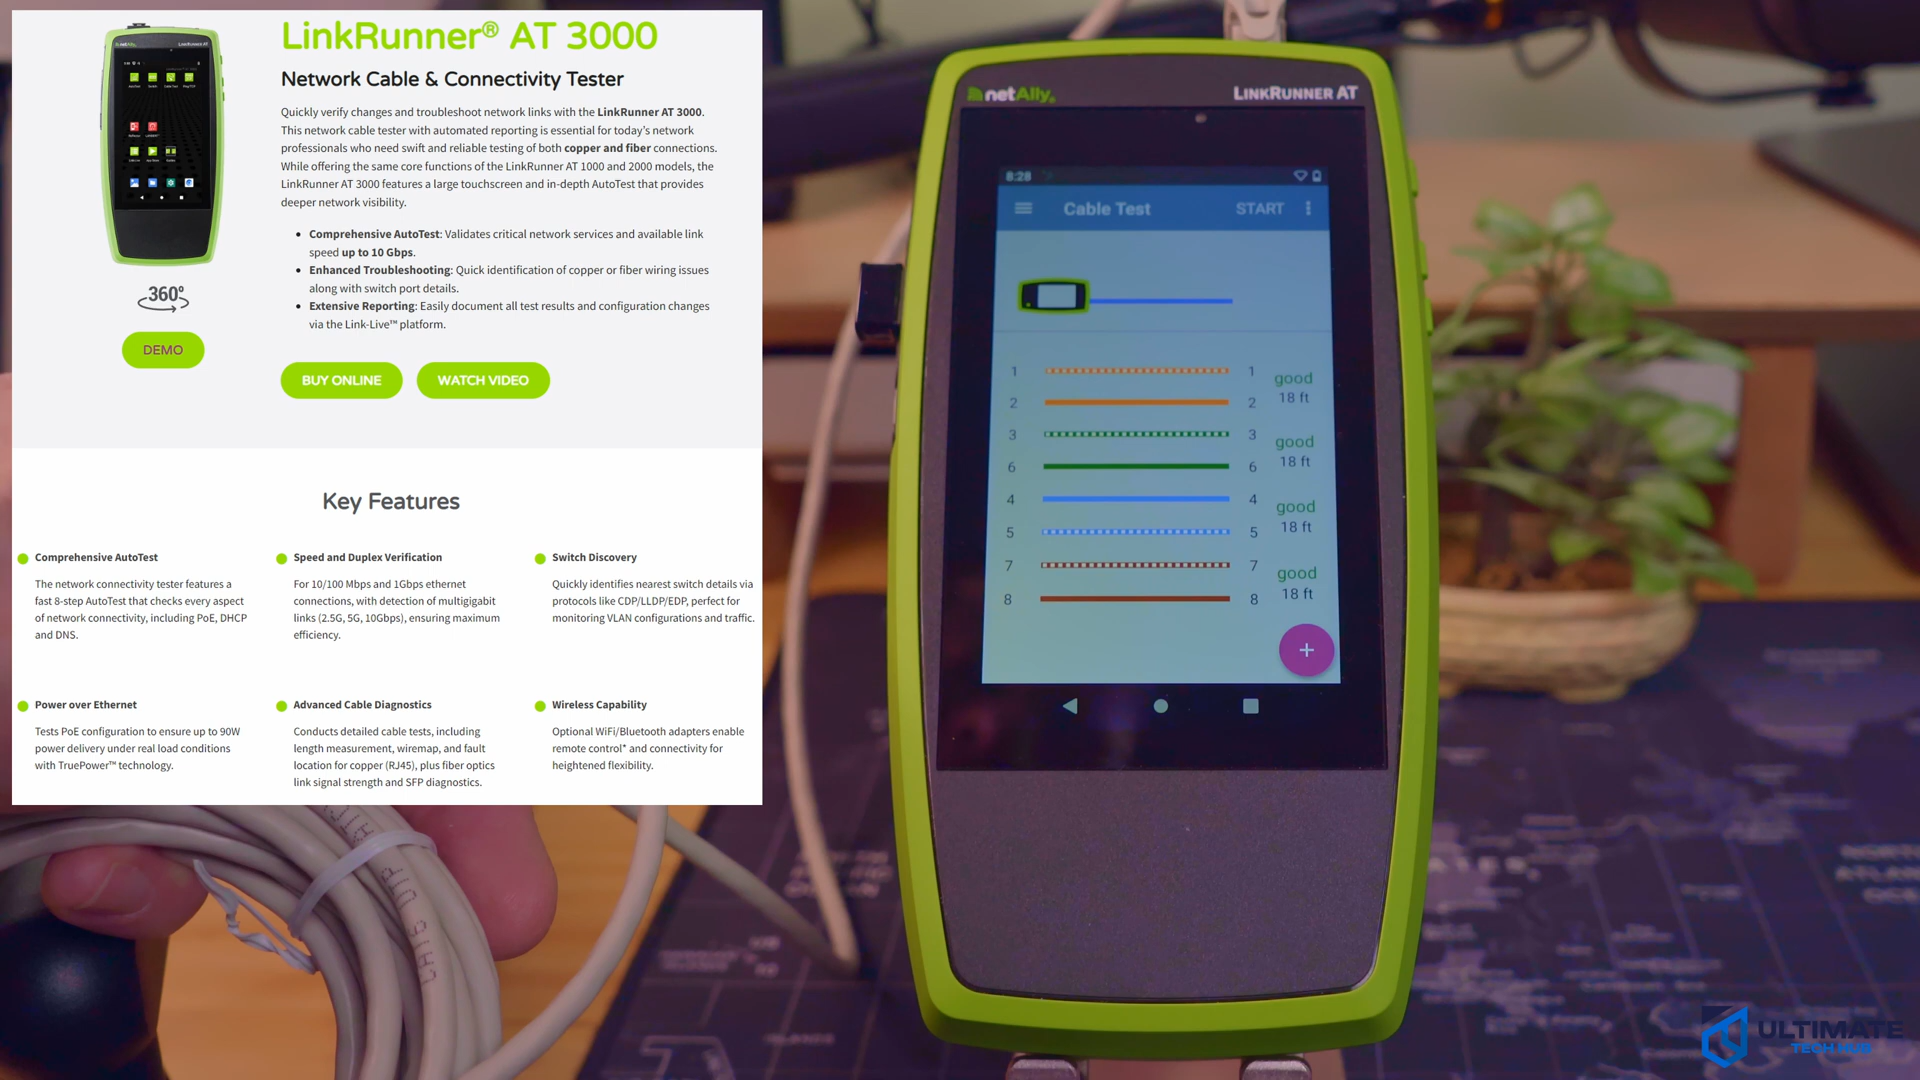 LinkRunner® AT 3000
Network Cable & Connectivity Tester
Quickly verify changes and troubleshoot network links with the LinkRunner AT 3000.
This network cable tester with automated reporting is essential for today's network
professionals who need swift and reliable testing of both copper and fiber connections.
While offering the same core functions of the LinkRunner AT 1000 and 2000 models, the
LinkRunner AT 3000 features a large touchscreen and in-depth AutoTest that provides
deeper network visibility.
• Comprehensive AutoTest: Validates critical network services and available link
speed up to 10 Gbps.
• Enhanced Troubleshooting: Quick identification of copper or fiber wiring issues
along with switch port details.
• Extensive Reporting: Easily document all test results and configuration changes
via the Link-Live™ platform.
360º
DEMO
BUY ONLINE
WATCH VIDEO
Key Features
Comprehensive AutoTest
The network connectivity tester features a
fast 8-step AutoTest that checks every aspect
of network connectivity, including PoE, DHCP
and DNS.
Speed and Duplex Verification
For 10/100 Mbps and 1Gbps ethernet
connections, with detection of multigigabit
links (2.5G, 5G, 10Gbps), ensuring maximum
efficiency.
Switch Discovery
Quickly identifies nearest switch details via
protocols like CDP/LLDP/EDP, perfect for
monitoring VLAN configurations and traffic.
Power over Ethernet
Tests PoE configuration to ensure up to 90W
power delivery under real load conditions
with TruePower™ technology.
Advanced Cable Diagnostics
Conducts detailed cable tests, including
length measurement, wiremap, and fault
location for copper (RJ45), plus fiber optics
link signal strength and SFP diagnostics.
Wireless Capability
Optional WiFi/Bluetooth adapters enable
remote control* and connectivity for
heightened flexibility.
netAlly® LINKRUNNER AT
8:28
Cable Test START
1 1 good
18 ft
2 2
3 3 good
18 ft
6 6
4 4 good
18 ft
5 5
7 7 good
18 ft
8 8
+
ULTIMATE
TECH HUB